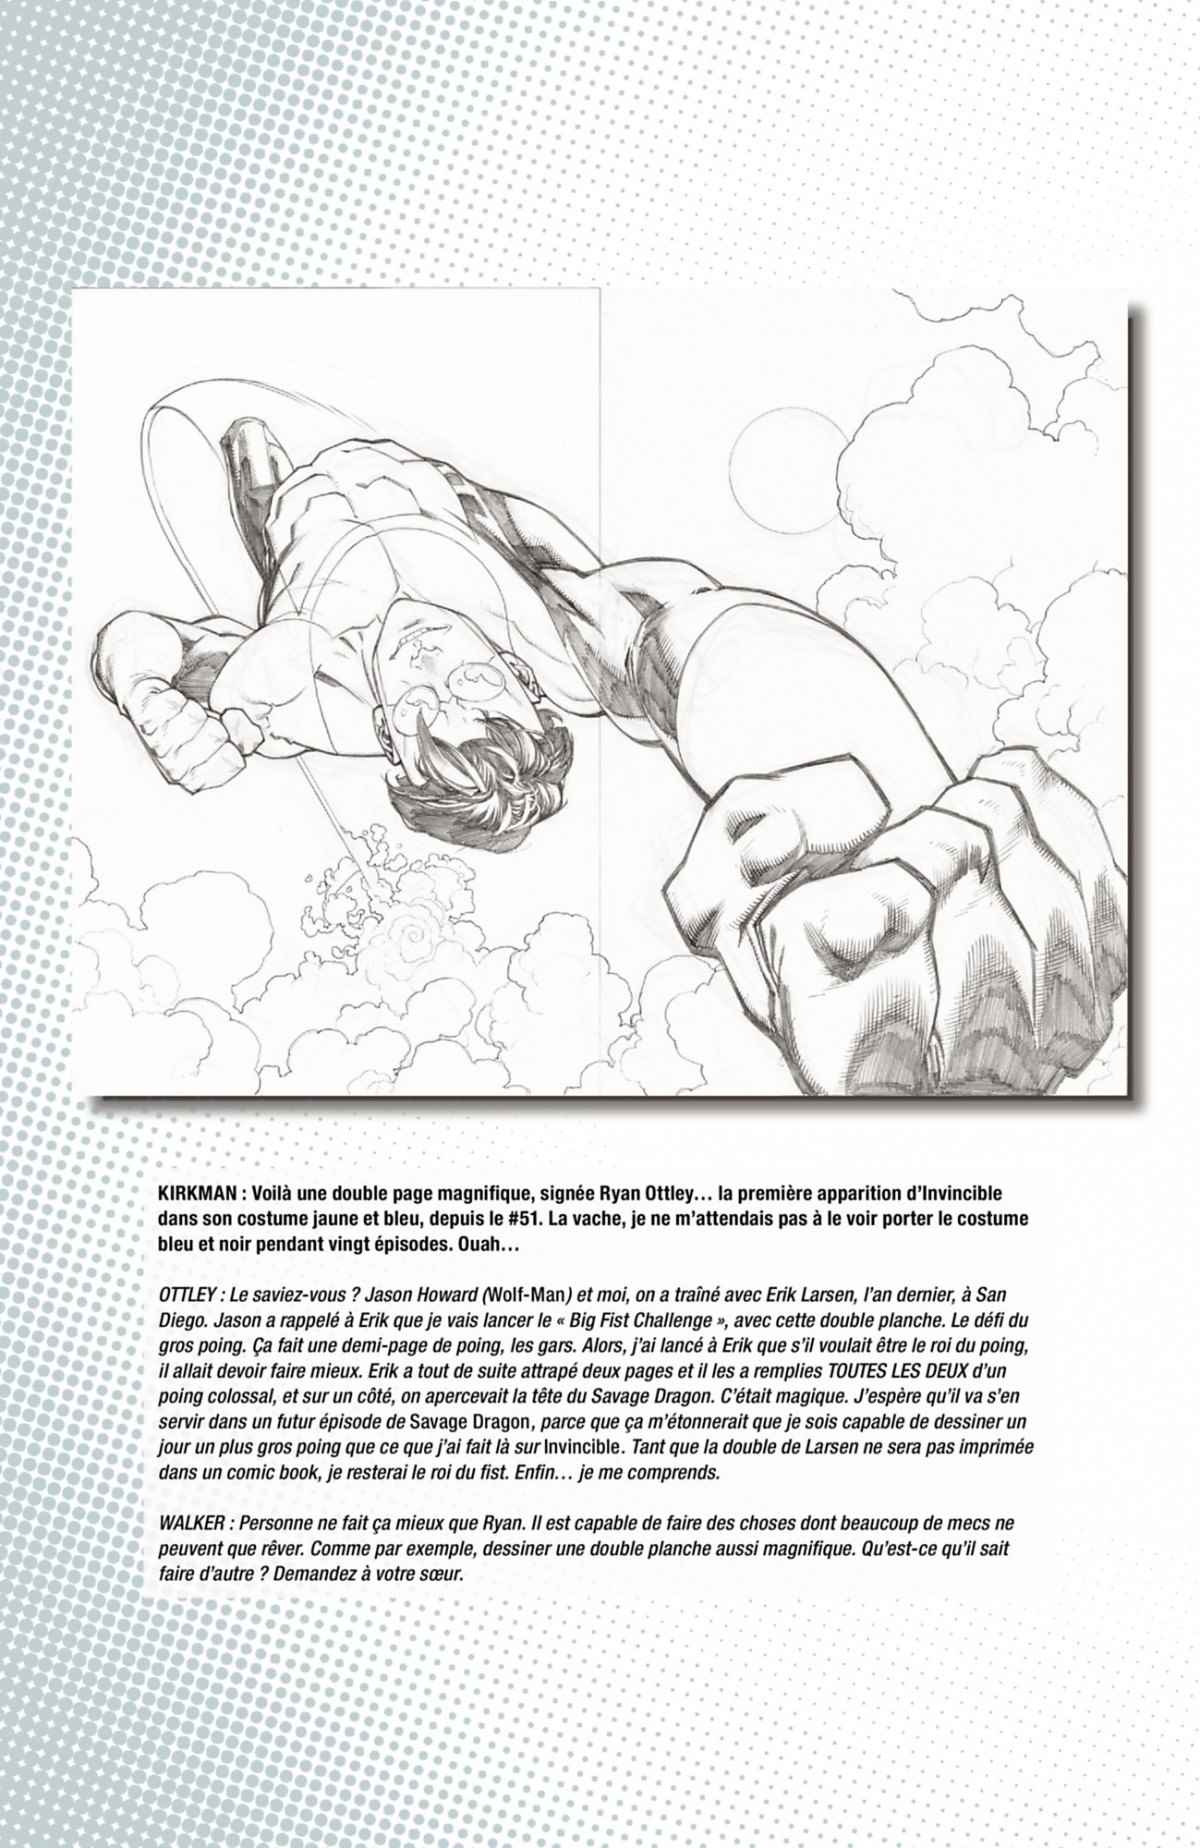 KIRKMAN : Voilà une double page magnifique, signée Ryan Ottley… la première apparition d’Invincible
dans son costume jaune et bleu, depuis le #51. La vache, je ne m’attendais pas à le voir porter le costume
bleu et noir pendant vingt épisodes. Ouah…
OTTLEY : Le saviez-vous ? Jason Howard (Wolf-Man) et moi, on a traîné avec Erik Larsen, l’an dernier, à San
Diego. Jason a rappelé à Erik que je vais lancer le « Big Fist Challenge », avec cette double planche. Le défi du
gros poing. Ça fait une demi-page de poing, les gars. Alors, j’ai lancé à Erik que s’il voulait être le roi du poing,
il allait devoir faire mieux. Erik a tout de suite attrapé deux pages et il les a remplies TOUTES LES DEUX d’un
poing colossal, et sur un côté, on apercevait la tête du Savage Dragon. C’était magique. J’espère qu’il va s’en
servir dans un futur épisode de Savage Dragon, parce que ça m’étonnerait que je sois capable de dessiner un
jour un plus gros poing que ce que j’ai fait là sur Invincible. Tant que la double de Larsen ne sera pas imprimée
dans un comic book, je resterai le roi du fist. Enfin… je me comprends.
WALKER : Personne ne fait ça mieux que Ryan. Il est capable de faire des choses dont beaucoup de mecs ne
peuvent que rêver. Comme par exemple, dessiner une double planche aussi magnifique. Qu’est-ce qu’il sait
faire d’autre ? Demandez à votre sœur.